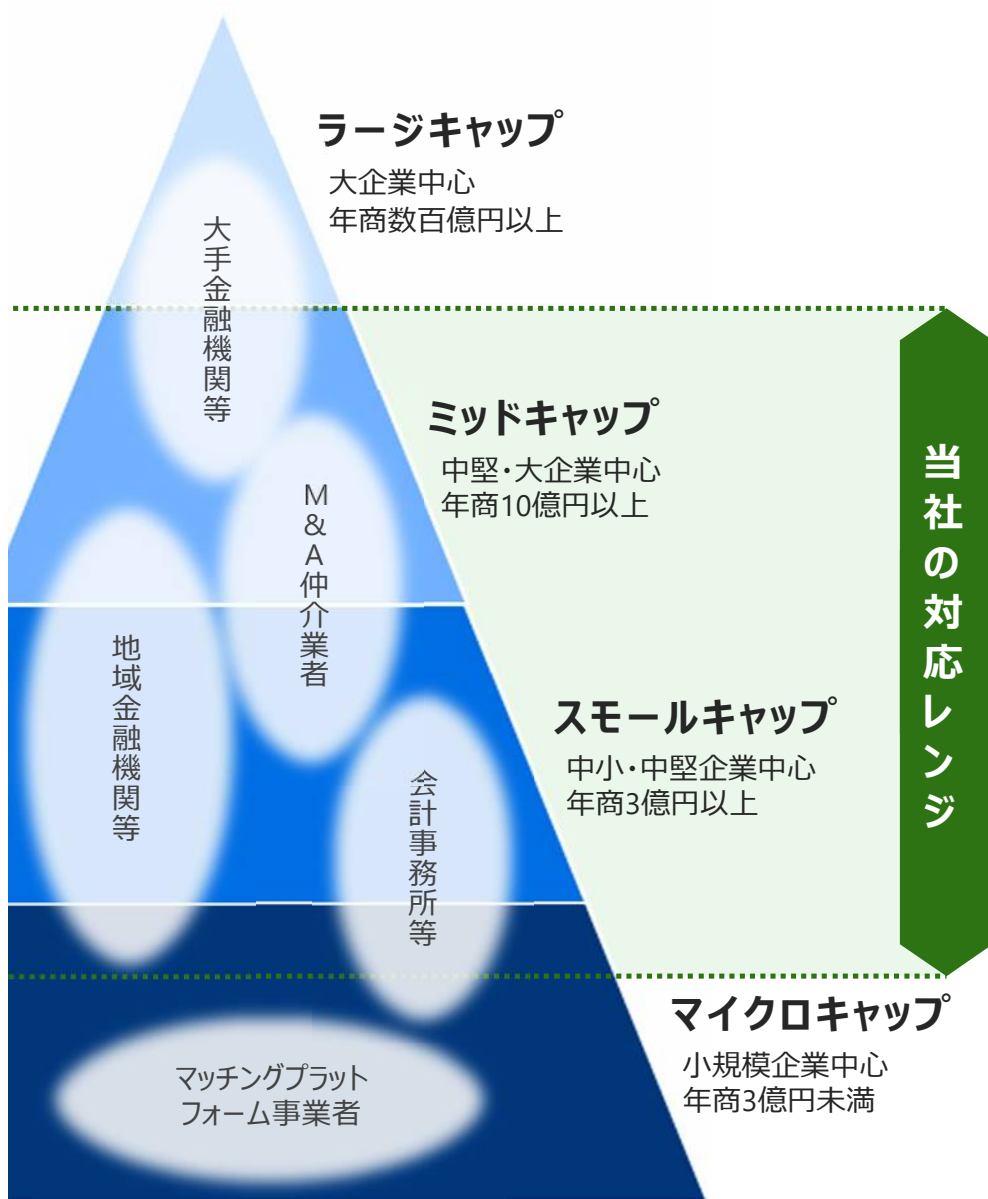 ラージキャップ
大企業中心
年商数百億円以上
大手金融機関等
ミッドキャップ
中堅・大企業中心
年商10億円以上
M&A仲介業者
当社の対応レンジ
地域金融機関等
スモールキャップ
中小・中堅企業中心
年商3億円以上
会計事務所等
マイクロキャップ
小規模企業中心
年商3億円未満
マッチングプラット
フォーム事業者